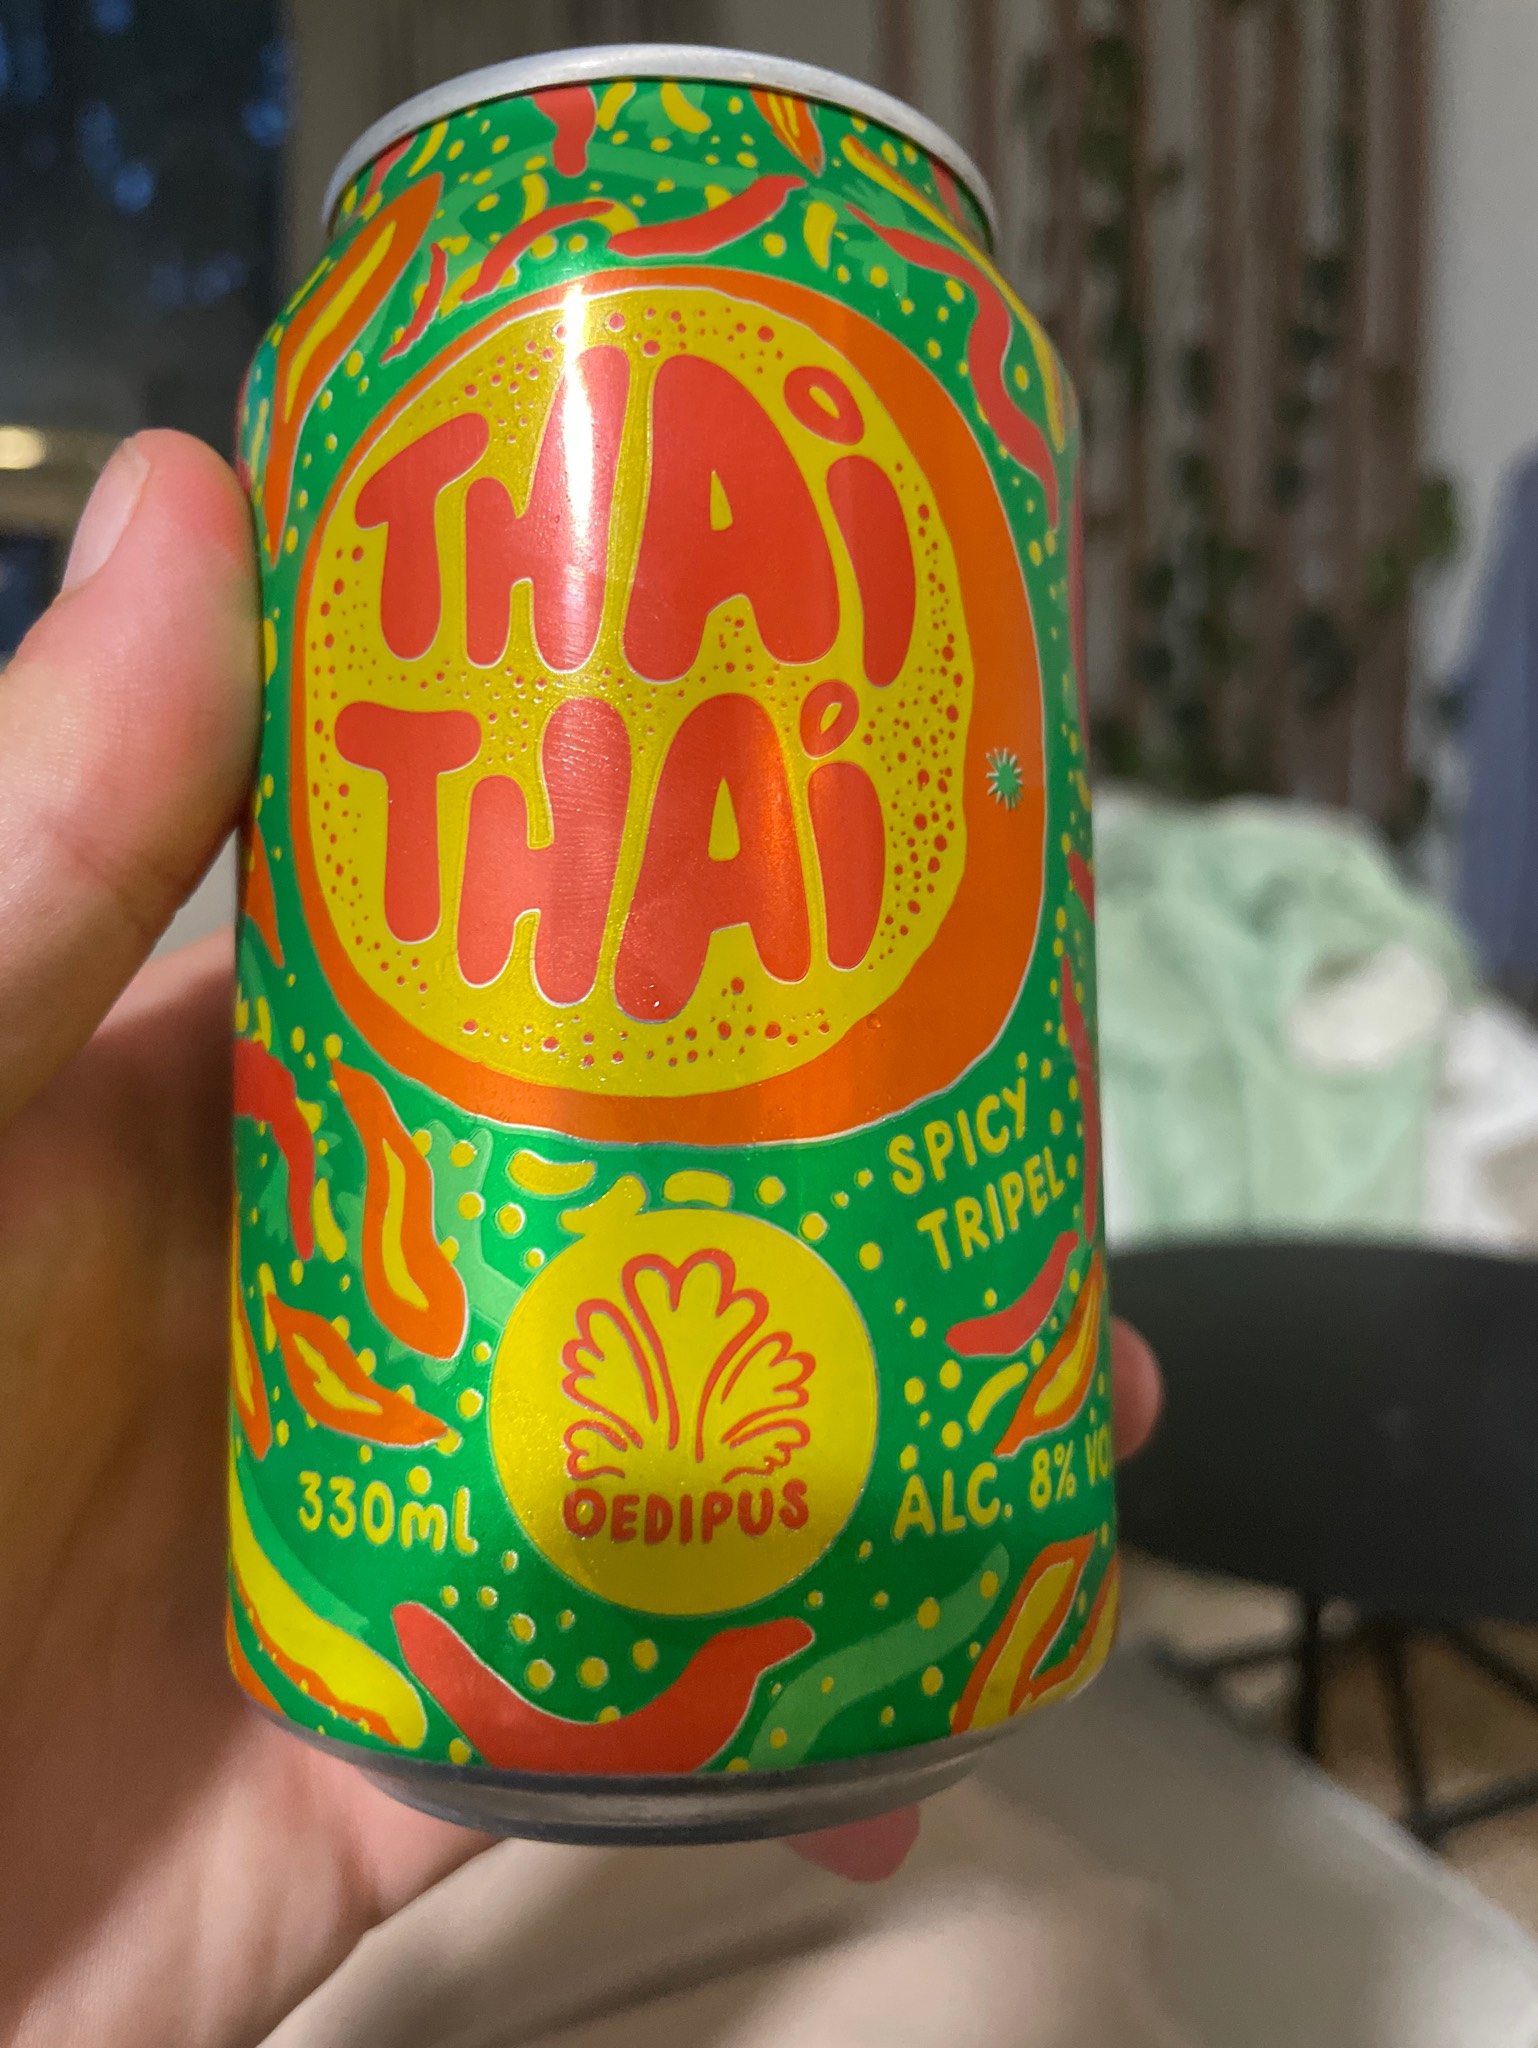 THAi
THAi
SPICY
TRIPEL
330ml
OEDIPUS
ALC. 8%